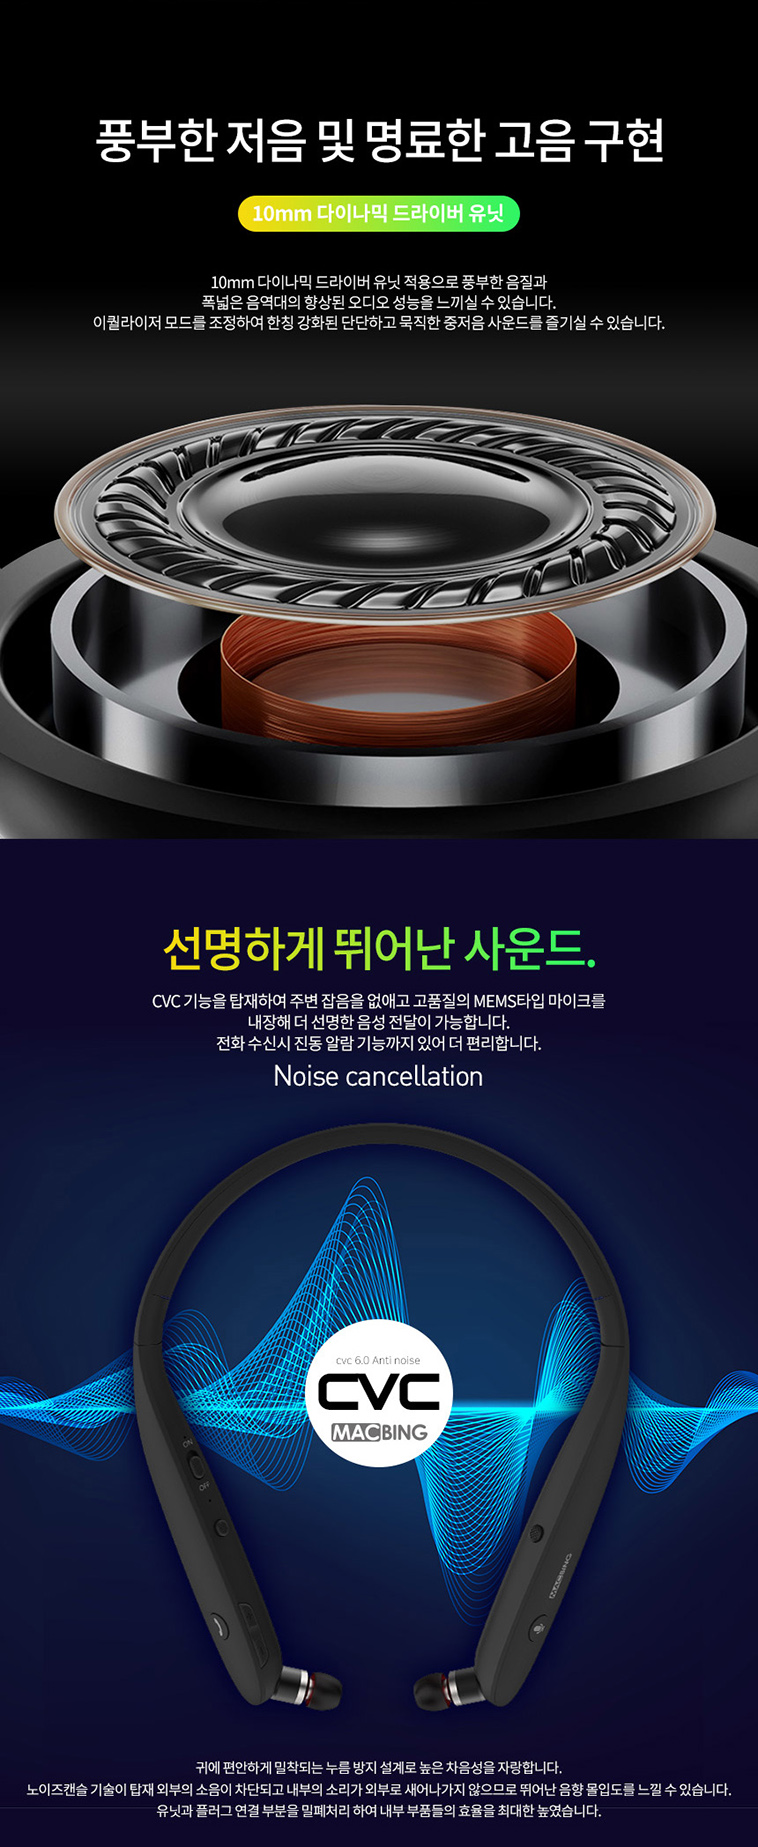 풍부한 저음 및 명료한 고음 구현
10mm 다이나믹 드라이버 유닛
10mm 다이나믹 드라이버 유닛 적용으로 풍부한 음질과
폭넓은 음역대의 향상된 오디오 성능을 느끼실 수 있습니다.
이퀄라이저 모드를 조정하여 한칭 강화된 단단하고 묵직한 중저음 사운드를 즐기실 수 있습니다.
선명하게 뛰어난 사운드.
CVC 기능을 탑재하여 주변 잡음을 없애고 고품질의 MEMS타입 마이크를
내장해 더 선명한 음성 전달이 가능합니다.
전화 수신시 진동 알람 기능까지 있어 더 편리합니다.
Noise cancellation
cvc 6.0 Anti noise
CVC
MACBING
ON
OFF
귀에 편안하게 밀착되는 누름 방지 설계로 높은 차음성을 자랑합니다.
노이즈캔슬 기술이 탑재 외부의 소음이 차단되고 내부의 소리가 외부로 새어나가지 않으므로 뛰어난 음향 몰입도를 느낄 수 있습니다.
유닛과 플러그 연결 부분을 밀폐처리 하여 내부 부품들의 효율을 최대한 높였습니다.